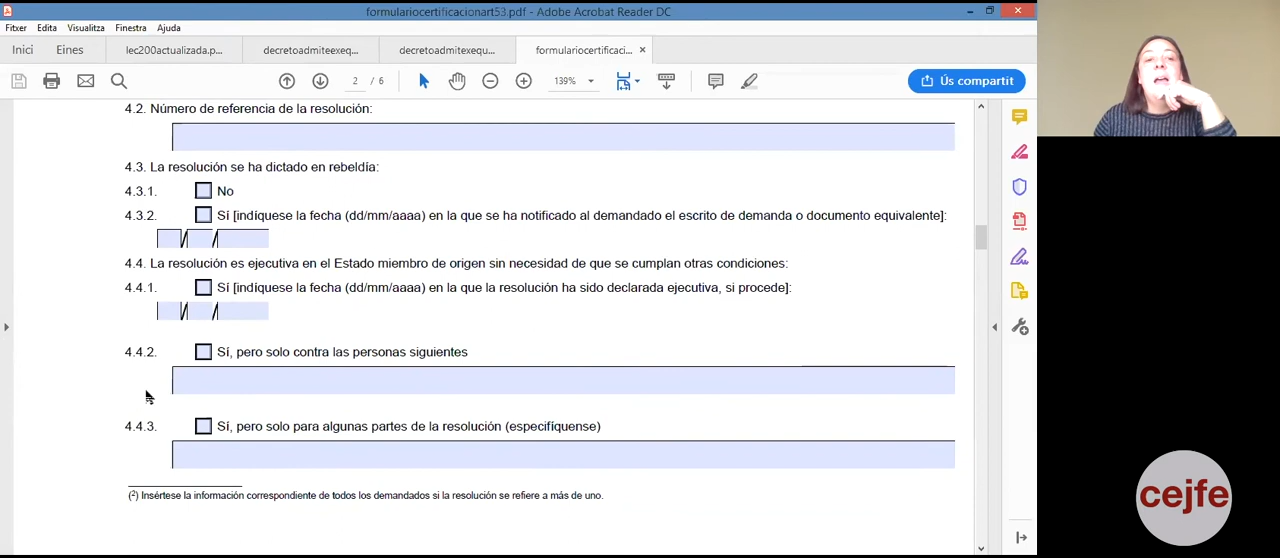 formulariocertificacionart53.pdf - Adobe Acrobat Reader DC
Fitxer Edita Visualitza Finestra Ajuda
Inici Eines lec200actualizada.p... decretoadmiteexeq... decretoadmitexequ... formulariocertificaci... ×
2 / 6 139% Ús compartit
4.2. Número de referencia de la resolución:
4.3. La resolución se ha dictado en rebeldía:
4.3.1. No
4.3.2. Sí [indíquese la fecha (dd/mm/aaaa) en la que se ha notificado al demandado el escrito de demanda o documento equivalente]:
/ /
4.4. La resolución es ejecutiva en el Estado miembro de origen sin necesidad de que se cumplan otras condiciones:
4.4.1. Sí [indíquese la fecha (dd/mm/aaaa) en la que la resolución ha sido declarada ejecutiva, si procede]:
/ /
4.4.2. Sí, pero solo contra las personas siguientes
4.4.3. Sí, pero solo para algunas partes de la resolución (especifíquense)
(²) Insértese la información correspondiente de todos los demandados si la resolución se refiere a más de uno.
cejfe